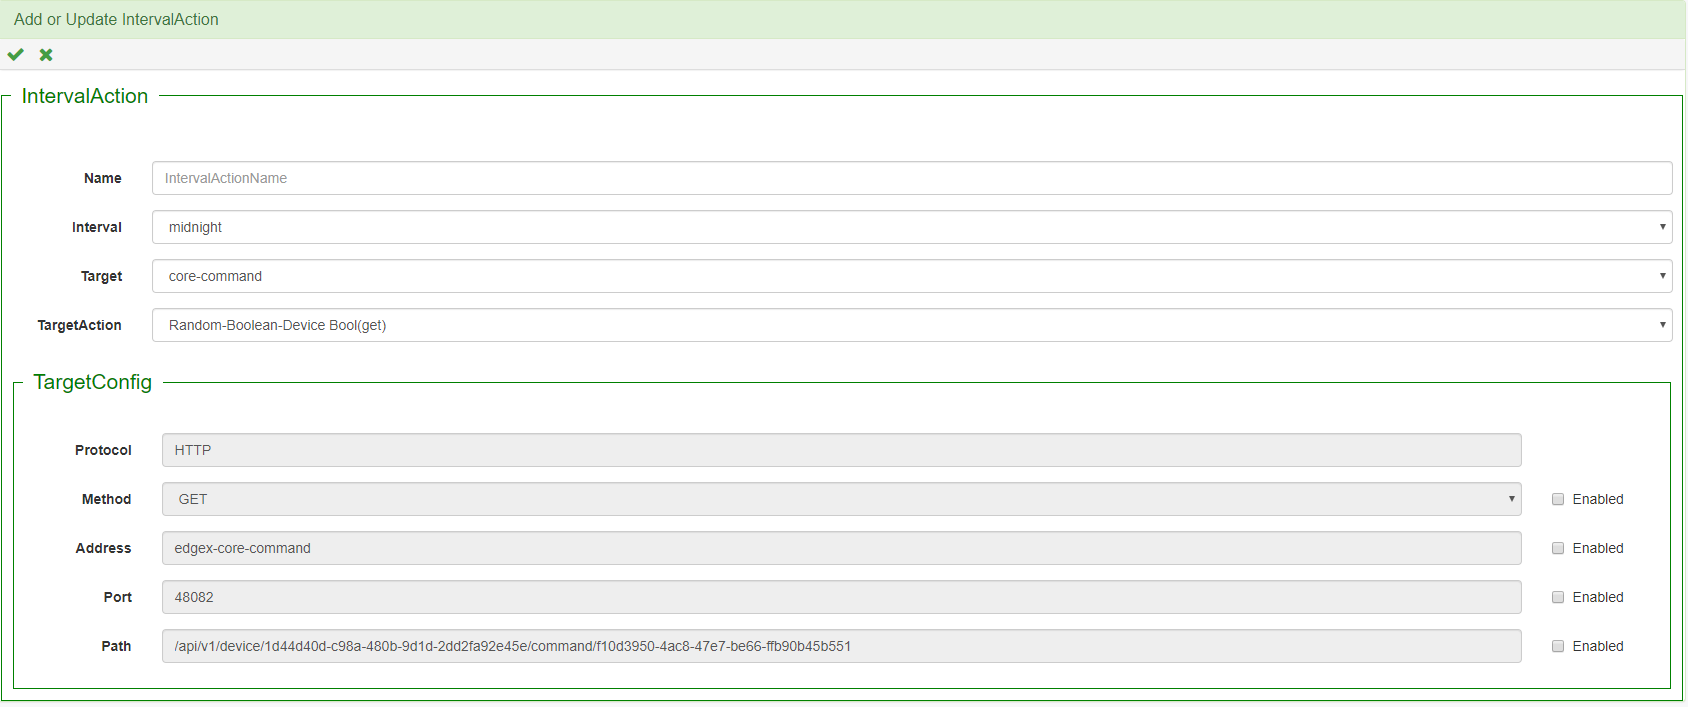 Add or Update IntervalAction
IntervalAction
Name IntervalActionName
Interval midnight
Target core-command
TargetAction Random-Boolean-Device Bool(get)
TargetConfig
Protocol HTTP
Method GET Enabled
Address edgex-core-command Enabled
Port 48082 Enabled
Path /api/v1/device/1d44d40d-c98a-480b-9d1d-2dd2fa92e45e/command/f10d3950-4ac8-47e7-be66-ffb90b45b551 Enabled